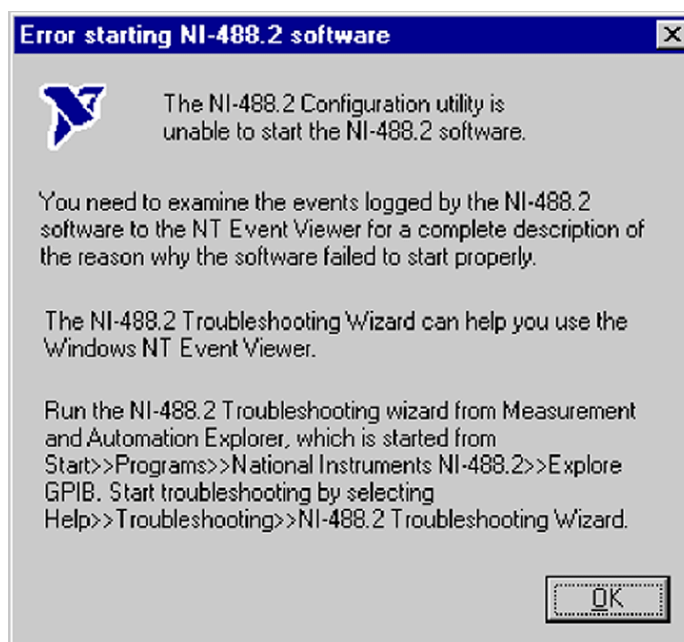 Error starting NI-488.2 software
The NI-488.2 Configuration utility is
unable to start the NI-488.2 software.
You need to examine the events logged by the NI-488.2
software to the NT Event Viewer for a complete description of
the reason why the software failed to start properly.
The NI-488.2 Troubleshooting Wizard can help you use the
Windows NT Event Viewer.
Run the NI-488.2 Troubleshooting wizard from Measurement
and Automation Explorer, which is started from
Start>>Programs>>National Instruments NI-488.2>>Explore
GPIB. Start troubleshooting by selecting
Help>>Troubleshooting>>NI-488.2 Troubleshooting Wizard.
OK